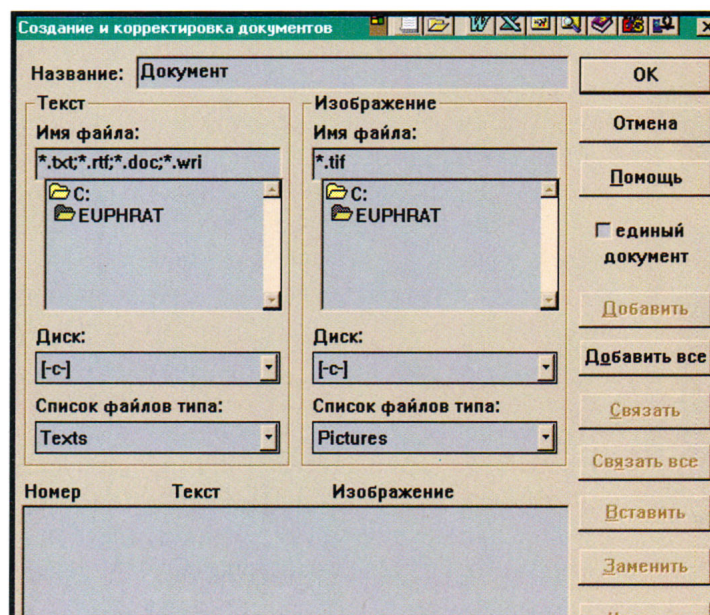 Создание и корректировка документов
Название: Документ
Текст
Имя файла:
*.txt;*.rtf;*.doc;*.wri
C:
EUPHRAT
Диск:
[-c-]
Список файлов типа:
Texts
Изображение
Имя файла:
*.tif
C:
EUPHRAT
Диск:
[-c-]
Список файлов типа:
Pictures
OK
Отмена
Помощь
единый
документ
Добавить
Добавить все
Связать
Связать все
Вставить
Заменить
Номер Текст Изображение